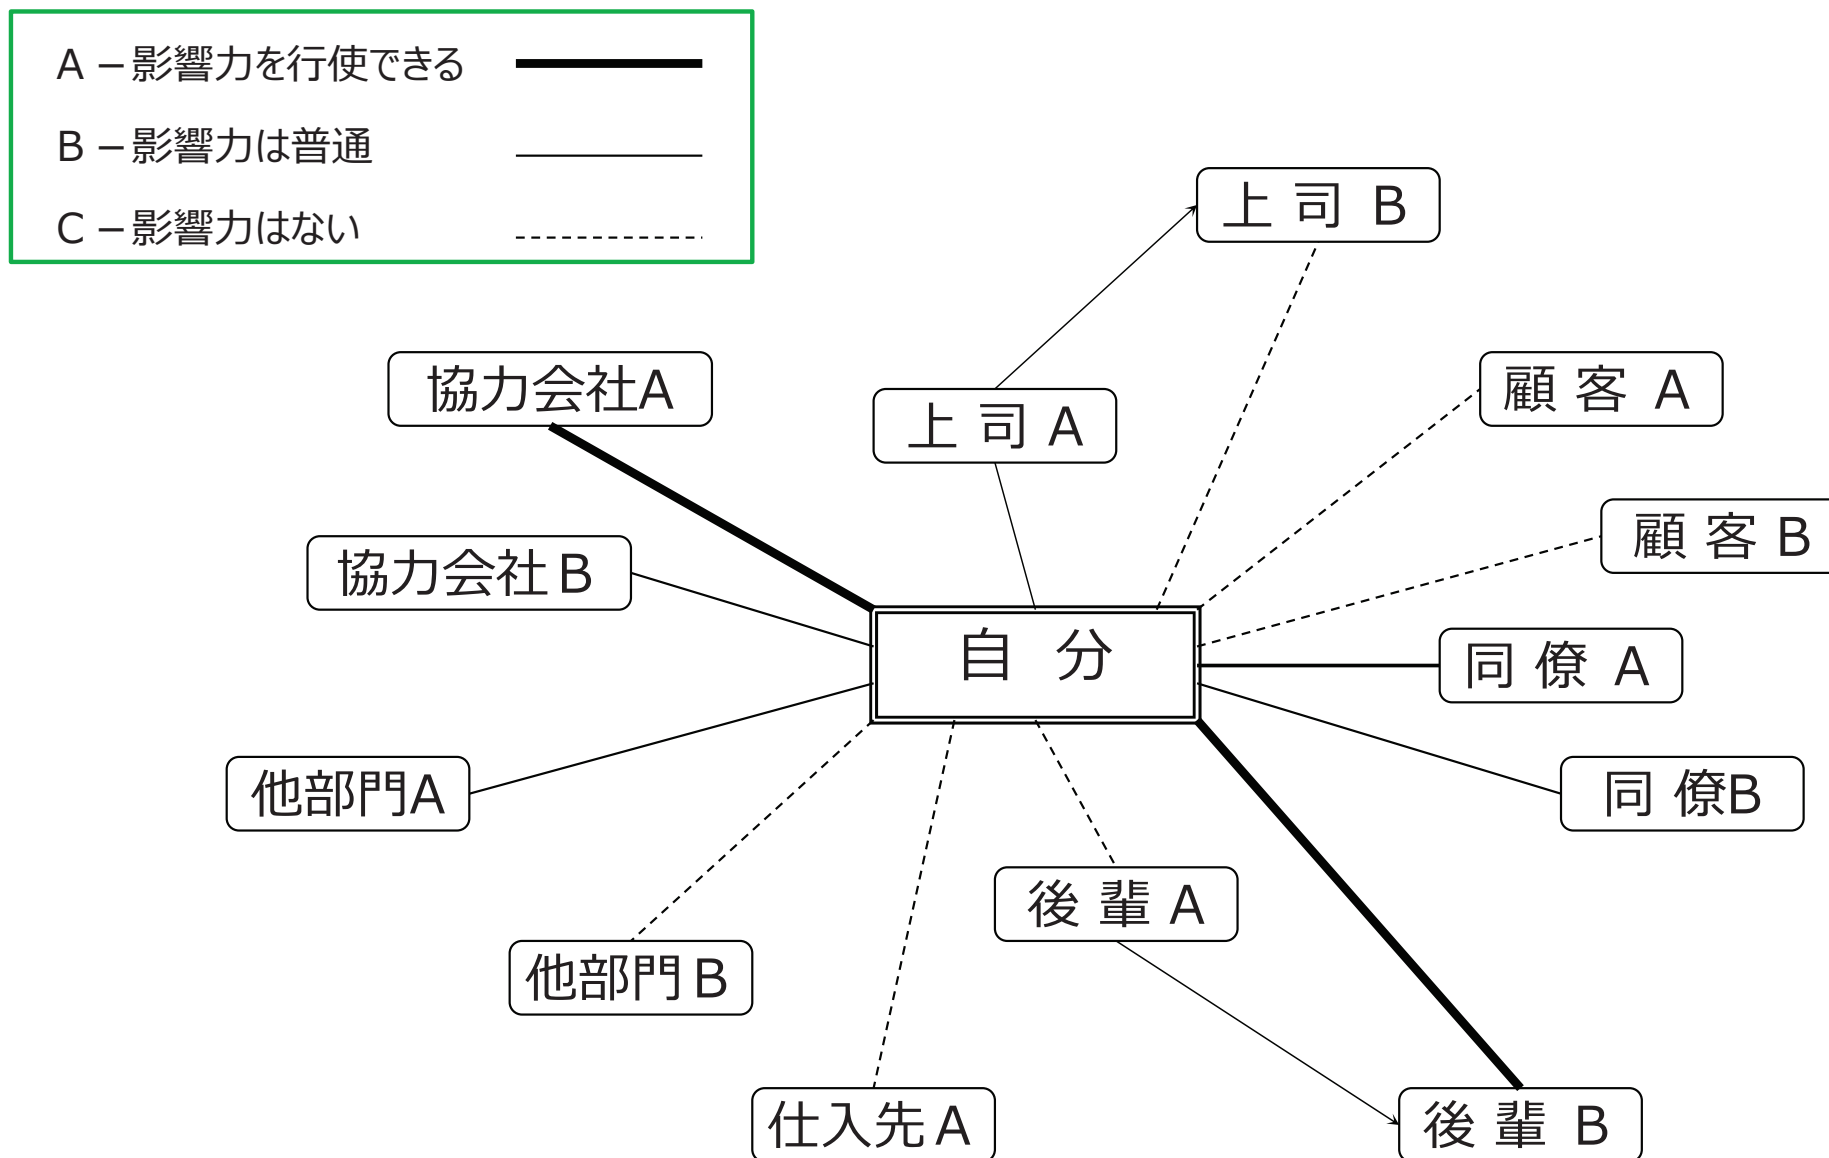 A－影響力を行使できる
B－影響力は普通
C－影響力はない
上 司 B
協力会社A
上 司 A
顧 客 A
顧 客 B
協力会社 B
自 分
同 僚 A
他部門A
同 僚B
後 輩 A
他部門 B
仕入先 A
後 輩 B